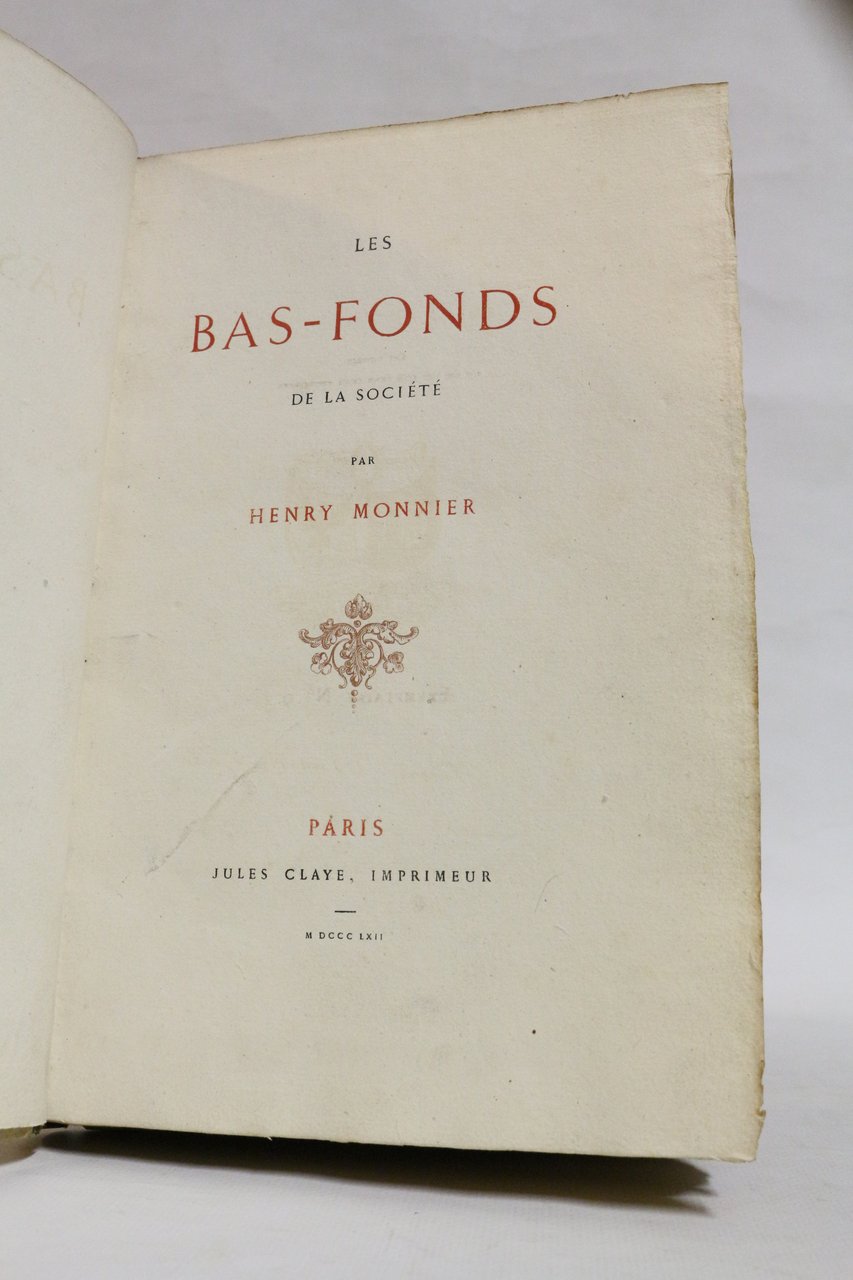 LES
BAS-FONDS
DE LA SOCIÉTÉ
PAR
HENRY MONNIER
PARIS
JULES CLAYE, IMPRIMEUR
M DCCC LXII